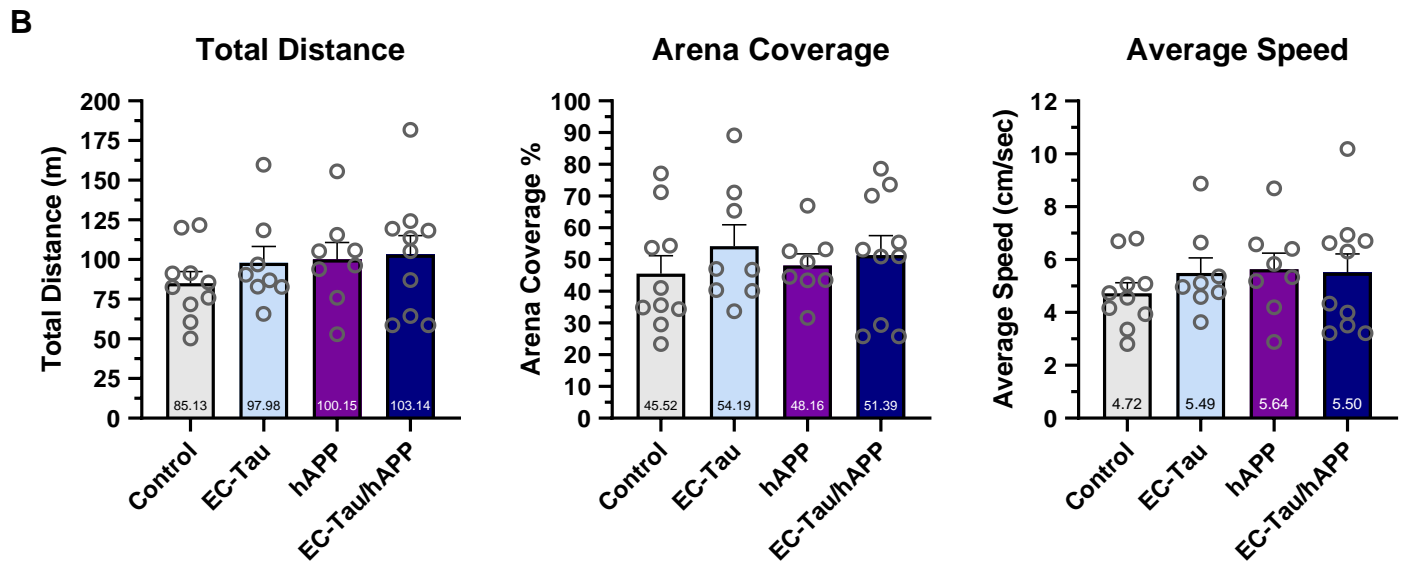 B
Total Distance
Arena Coverage
Average Speed
Total Distance (m)
200
175
150
125
100
75
50
25
0
85.13
97.98
100.15
103.14
Control
EC-Tau
hAPP
EC-Tau/hAPP
Arena Coverage %
100
90
80
70
60
50
40
30
20
10
0
45.52
54.19
48.16
51.39
Control
EC-Tau
hAPP
EC-Tau/hAPP
Average Speed (cm/sec)
12
10
8
6
4
2
0
4.72
5.49
5.64
5.50
Control
EC-Tau
hAPP
EC-Tau/hAPP